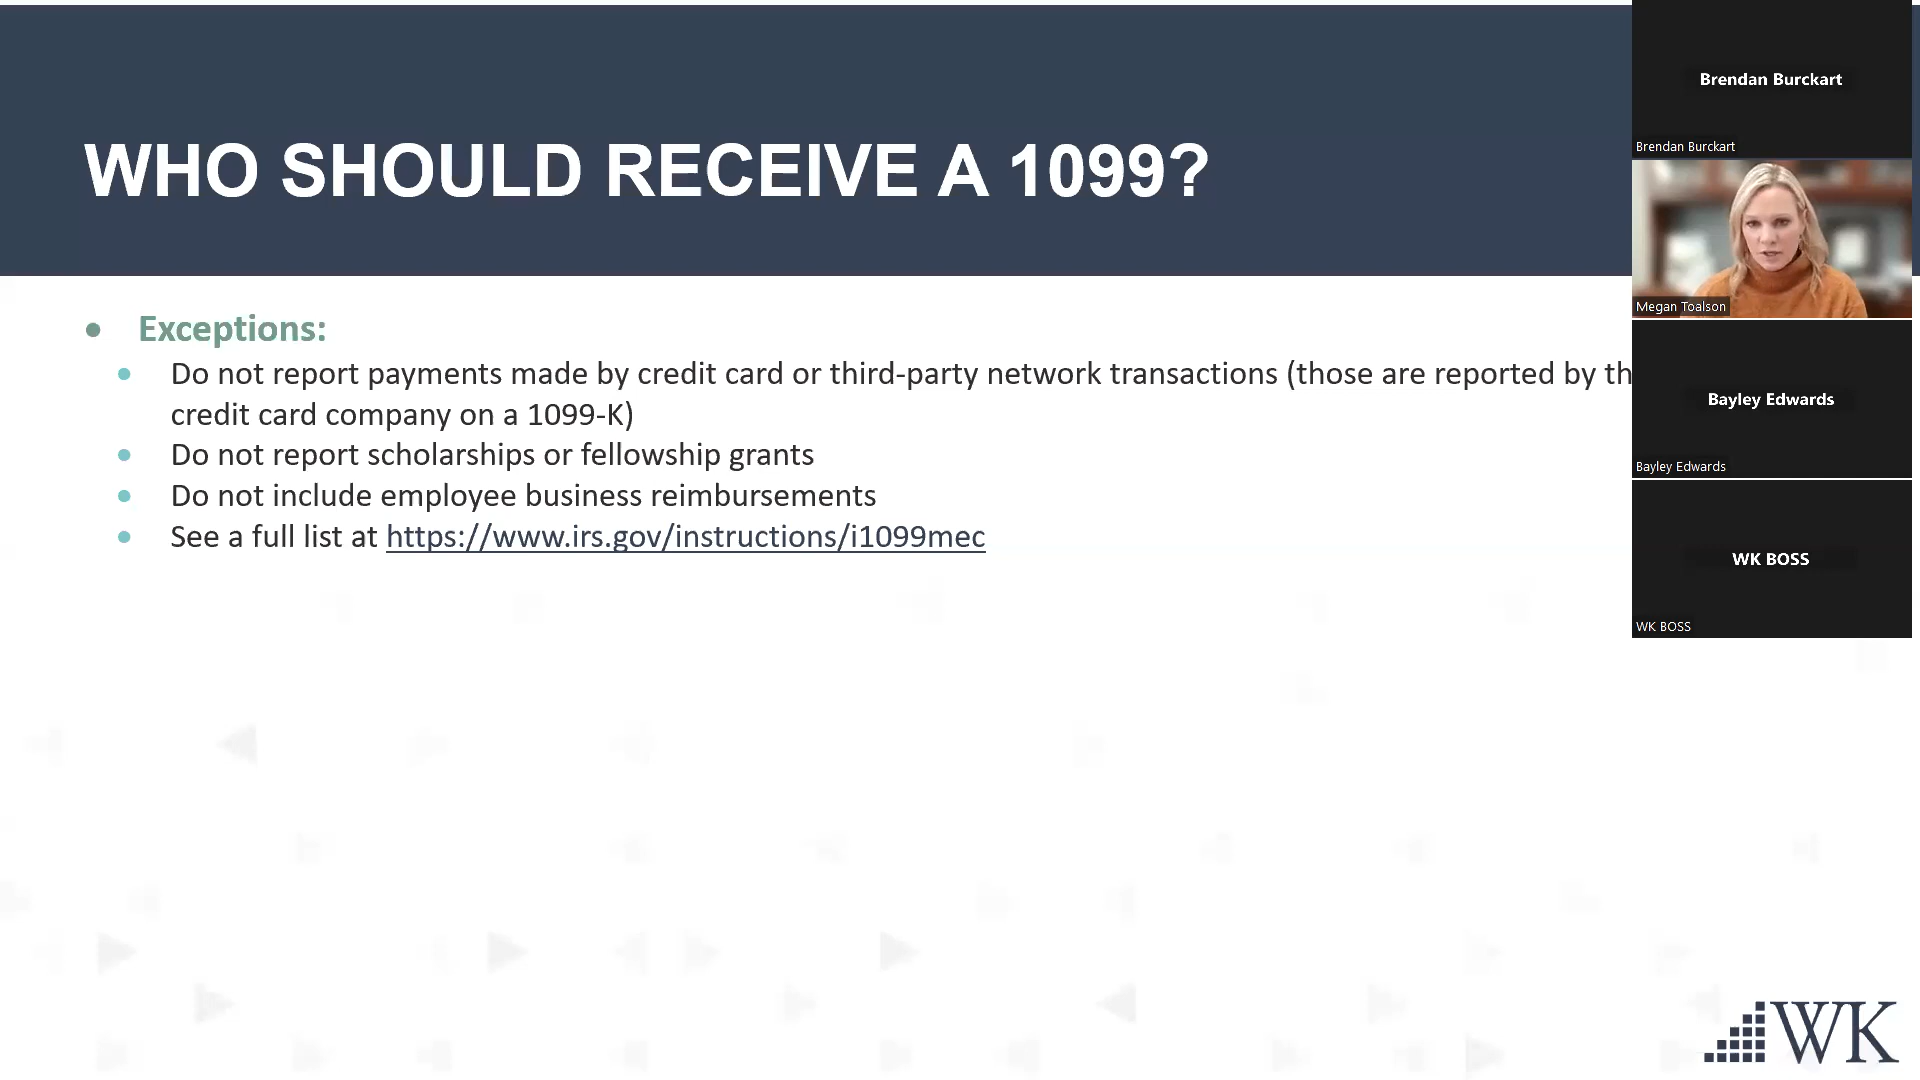 WHO SHOULD RECEIVE A 1099?
Exceptions:
Do not report payments made by credit card or third-party network transactions (those are reported by th
credit card company on a 1099-K)
Do not report scholarships or fellowship grants
Do not include employee business reimbursements
See a full list at https://www.irs.gov/instructions/i1099mec
Brendan Burckart
Brendan Burckart
Megan Toalson
Bayley Edwards
Bayley Edwards
WK BOSS
WK BOSS
WK